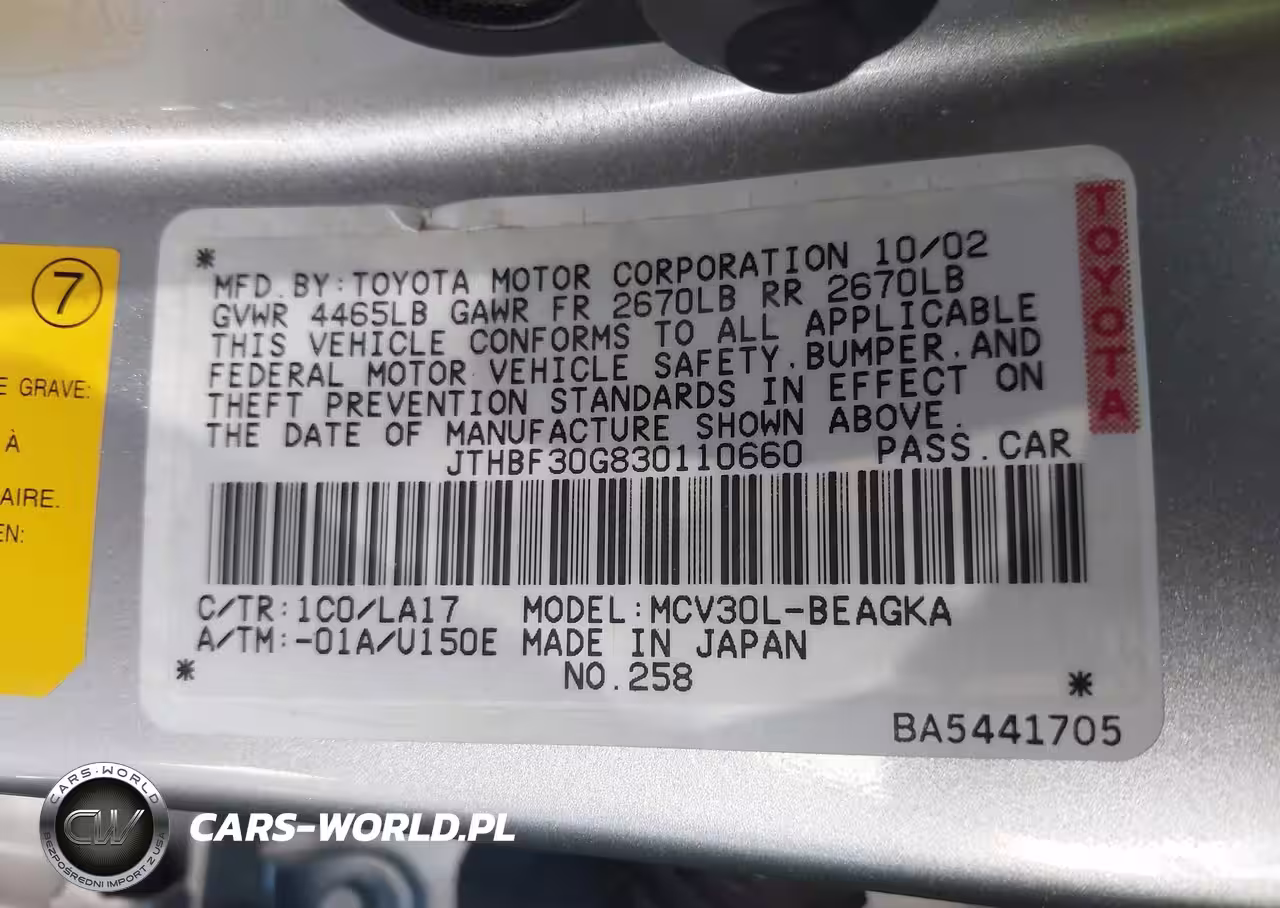 7
E GRAVE:
À
AIRE.
EN:
TOYOTA
*
MFD. BY:TOYOTA MOTOR CORPORATION 10/02
GVWR 4465LB GAWR FR 2670LB RR 2670LB
THIS VEHICLE CONFORMS TO ALL APPLICABLE
FEDERAL MOTOR VEHICLE SAFETY,BUMPER,AND
THEFT PREVENTION STANDARDS IN EFFECT ON
THE DATE OF MANUFACTURE SHOWN ABOVE.
JTHBF30G830110660 PASS.CAR
C/TR:1C0/LA17 MODEL:MCV30L-BEAGKA
A/TM:-01A/U150E MADE IN JAPAN
* NO.258 *
BA5441705
CARS-WORLD
CW
BEZPOŚREDNI IMPORT Z USA
CARS-WORLD.PL